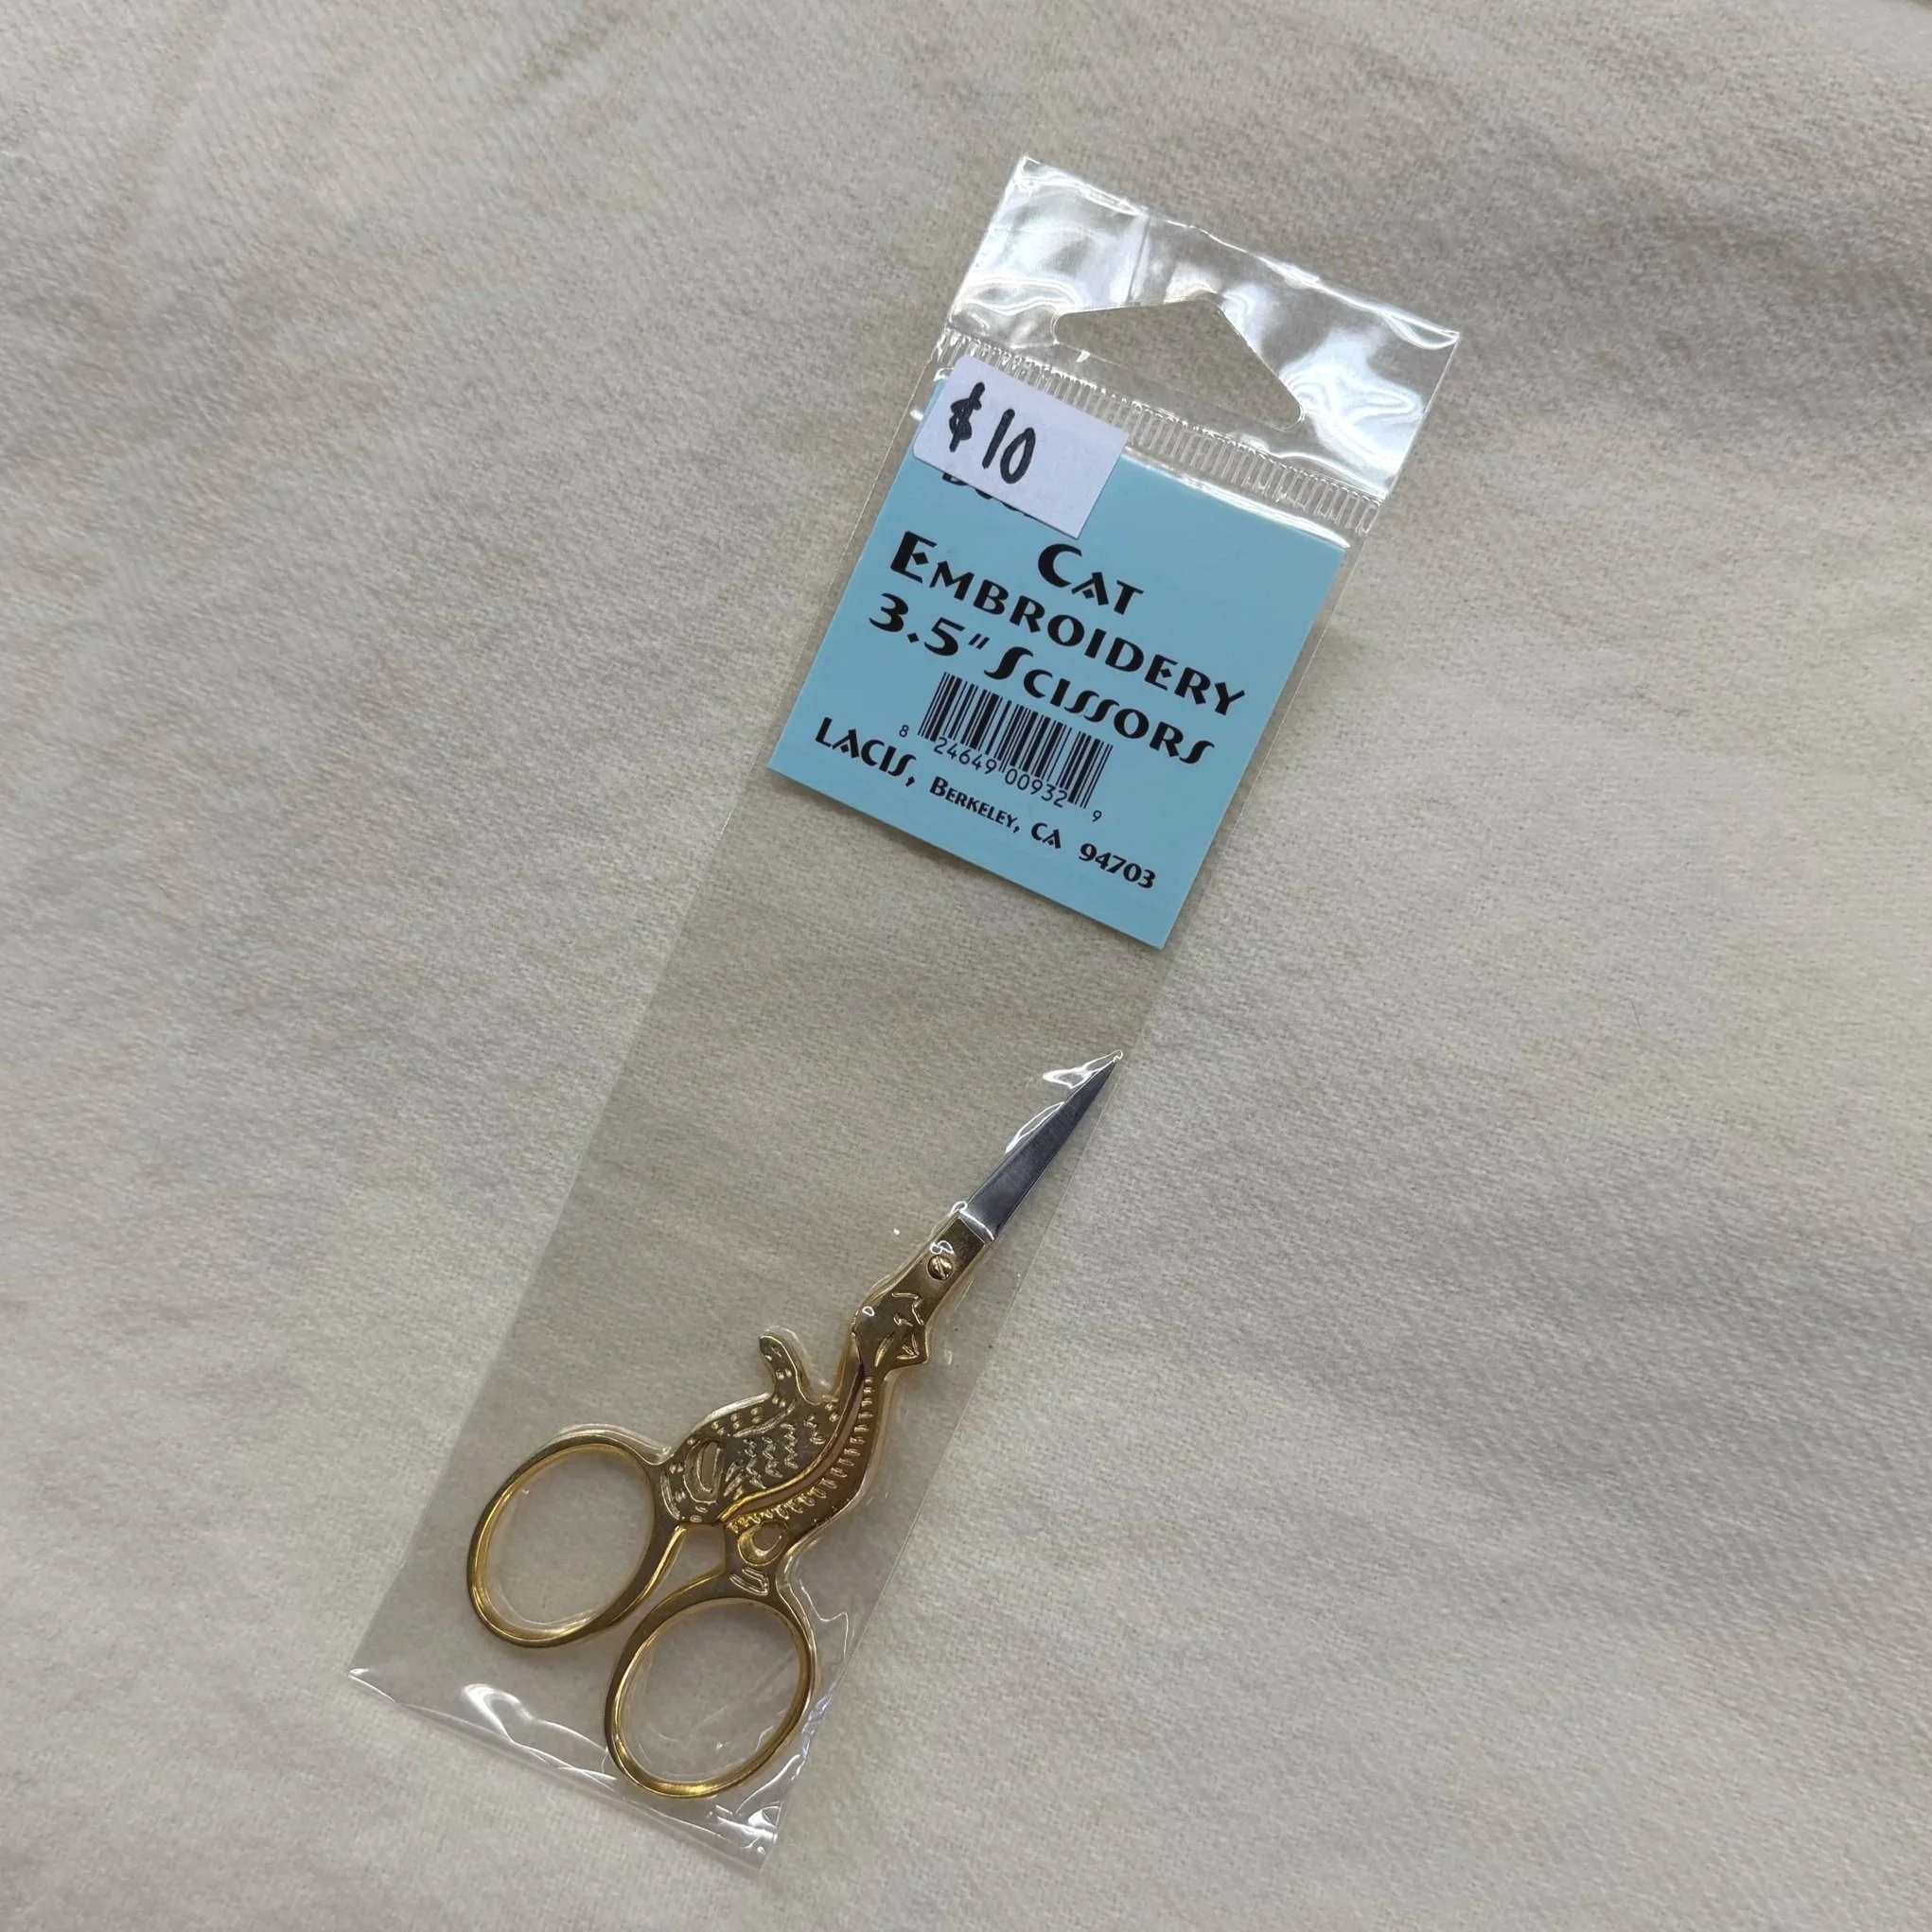 $10
Cat
Embroidery
3.5" Scissors
8 24649 00932 9
LACIS, Berkeley, CA 94703